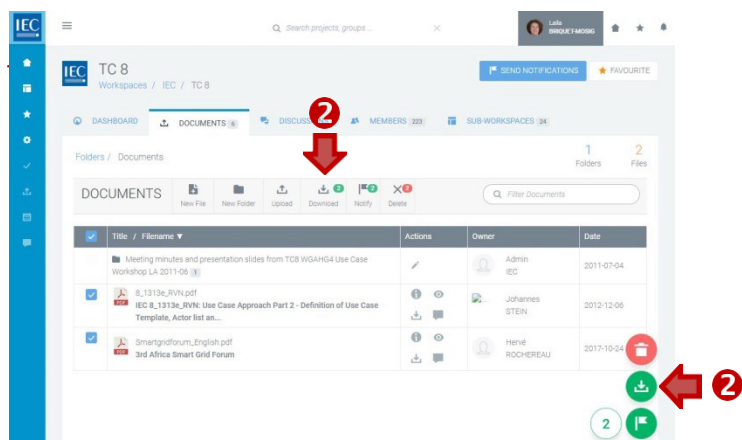 IEC
Search projects, groups...
Laila
BRIQUET-MOSIG
IEC
TC 8
Workspaces / IEC / TC 8
SEND NOTIFICATIONS
FAVOURITE
2
DASHBOARD
DOCUMENTS 6
DISCUSS
MEMBERS 223
SUB-WORKSPACES 24
Folders / Documents
1
Folders
2
Files
DOCUMENTS
New File
New Folder
Upload
Download
2
Notify
2
Delete
Filter Documents
Title / Filename ▼
Actions
Owner
Date
Meeting minutes and presentation slides from TC8 WGAHG4 Use Case
Workshop LA 2011-06 1
Admin
IEC
2011-07-04
PDF
8_1313e_RVN.pdf
IEC 8_1313e_RVN: Use Case Approach Part 2 - Definition of Use Case
Template, Actor list an...
Johannes
STEIN
2012-12-06
PDF
Smartgridforum_English.pdf
3rd Africa Smart Grid Forum
Hervé
ROCHEREAU
2017-10-24
2
2